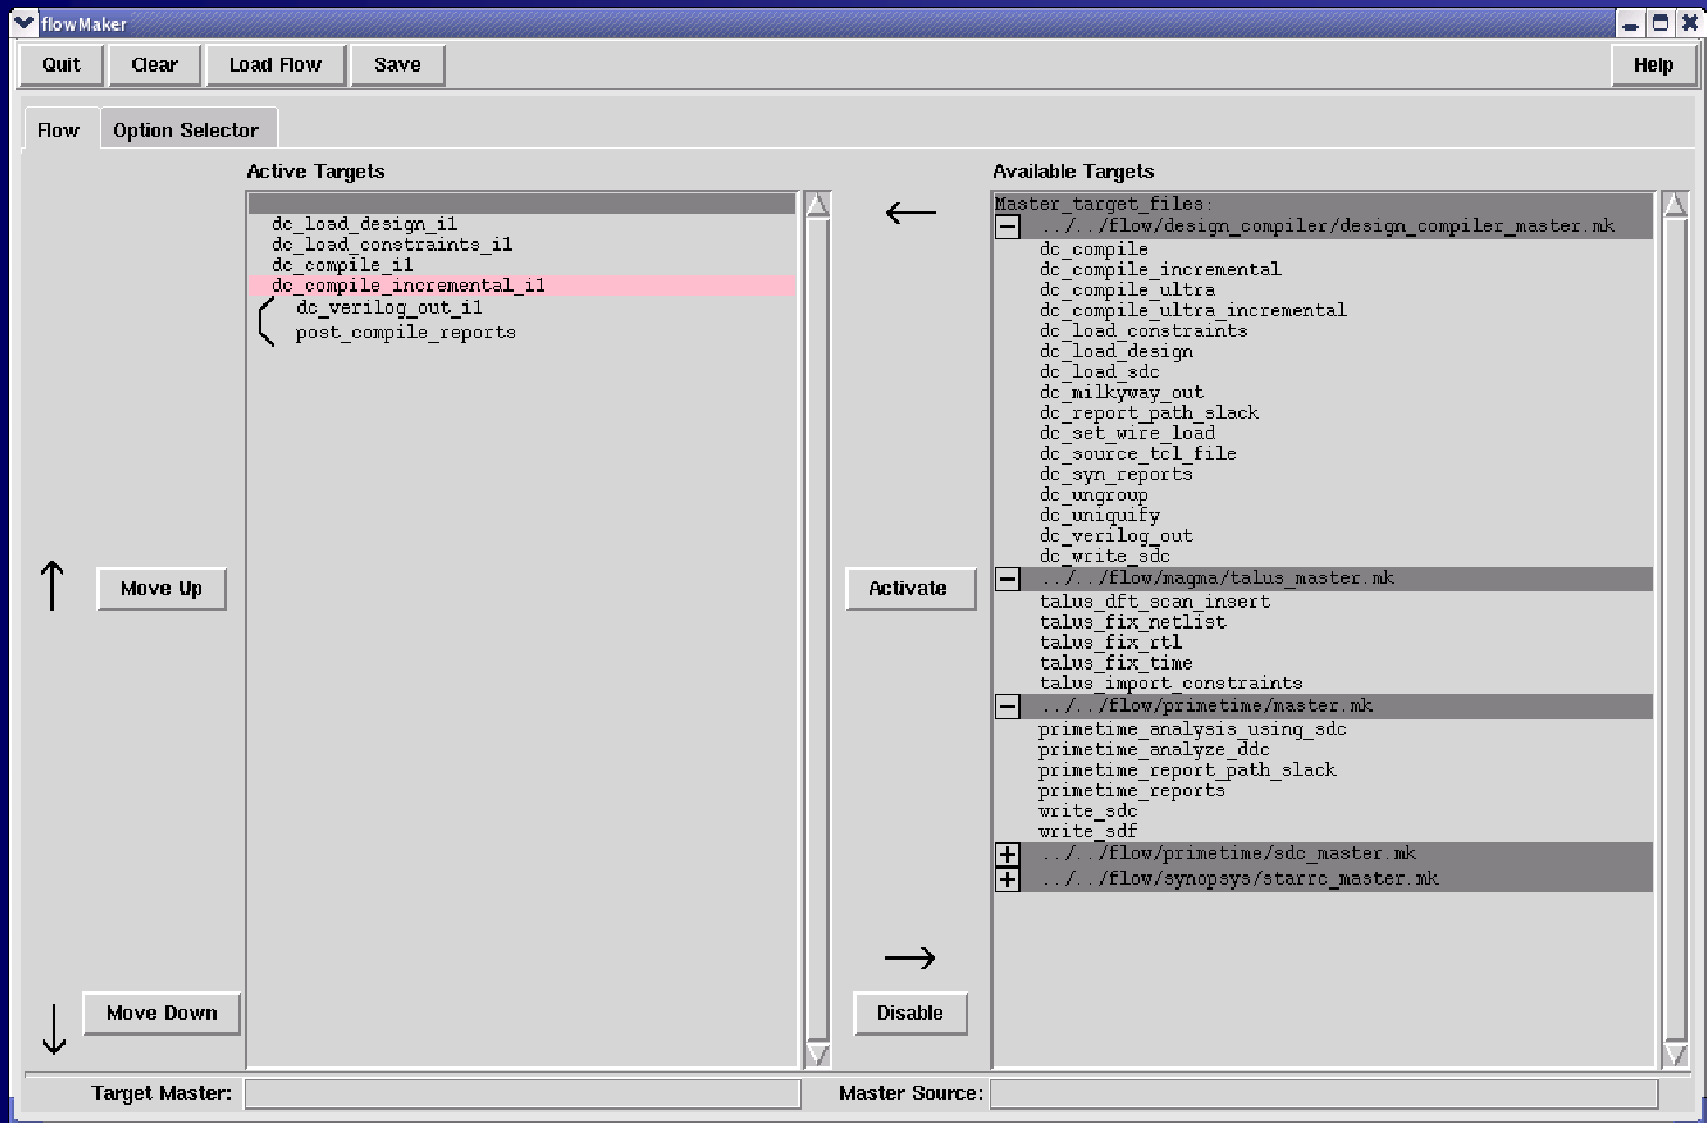 flowMaker
Quit Clear Load Flow Save Help
Flow Option Selector
Active Targets
dc_load_design_i1
dc_load_constraints_i1
dc_compile_i1
dc_compile_incremental_i1
dc_verilog_out_i1
post_compile_reports
Move Up
Move Down
Activate
Disable
Available Targets
Master_target_files:
../../flow/design_compiler/design_compiler_master.mk
dc_compile
dc_compile_incremental
dc_compile_ultra
dc_compile_ultra_incremental
dc_load_constraints
dc_load_design
dc_load_sdc
dc_milkyway_out
dc_report_path_slack
dc_set_wire_load
dc_source_tcl_file
dc_syn_reports
dc_ungroup
dc_uniquify
dc_verilog_out
dc_write_sdc
../../flow/magma/talus_master.mk
talus_dft_scan_insert
talus_fix_netlist
talus_fix_rtl
talus_fix_time
talus_import_constraints
../../flow/primetime/master.mk
primetime_analysis_using_sdc
primetime_analyze_ddc
primetime_report_path_slack
primetime_reports
write_sdc
write_sdf
../../flow/primetime/sdc_master.mk
../../flow/synopsys/starrc_master.mk
Target Master:
Master Source: